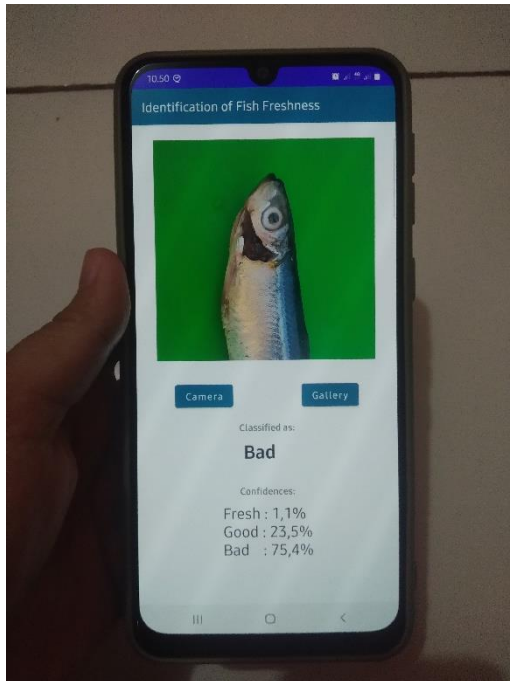 10.50
Identification of Fish Freshness
Camera
Gallery
Classified as:
Bad
Confidences:
Fresh : 1,1%
Good : 23,5%
Bad : 75,4%